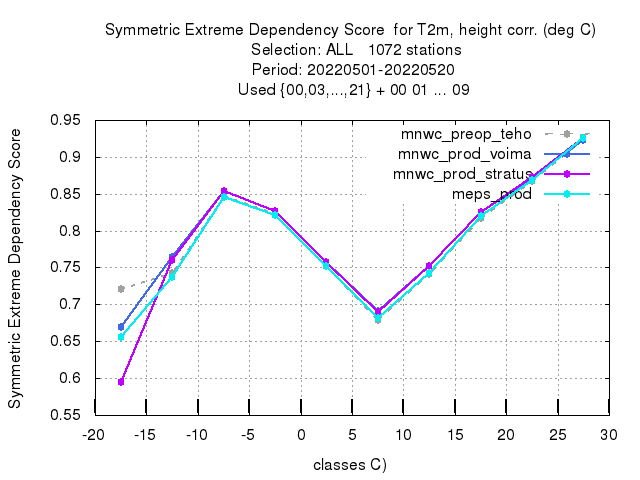 Symmetric Extreme Dependency Score  for T2m, height corr. (deg C)
Selection: ALL   1072 stations
Period: 20220501-20220520
Used {00,03,...,21} + 00 01 ... 09
Symmetric Extreme Dependency Score
0.95
0.9
0.85
0.8
0.75
0.7
0.65
0.6
0.55
mnwc_preop_teho
mnwc_prod_voima
mnwc_prod_stratus
meps_prod
-20 -15 -10 -5 0 5 10 15 20 25 30
classes C)